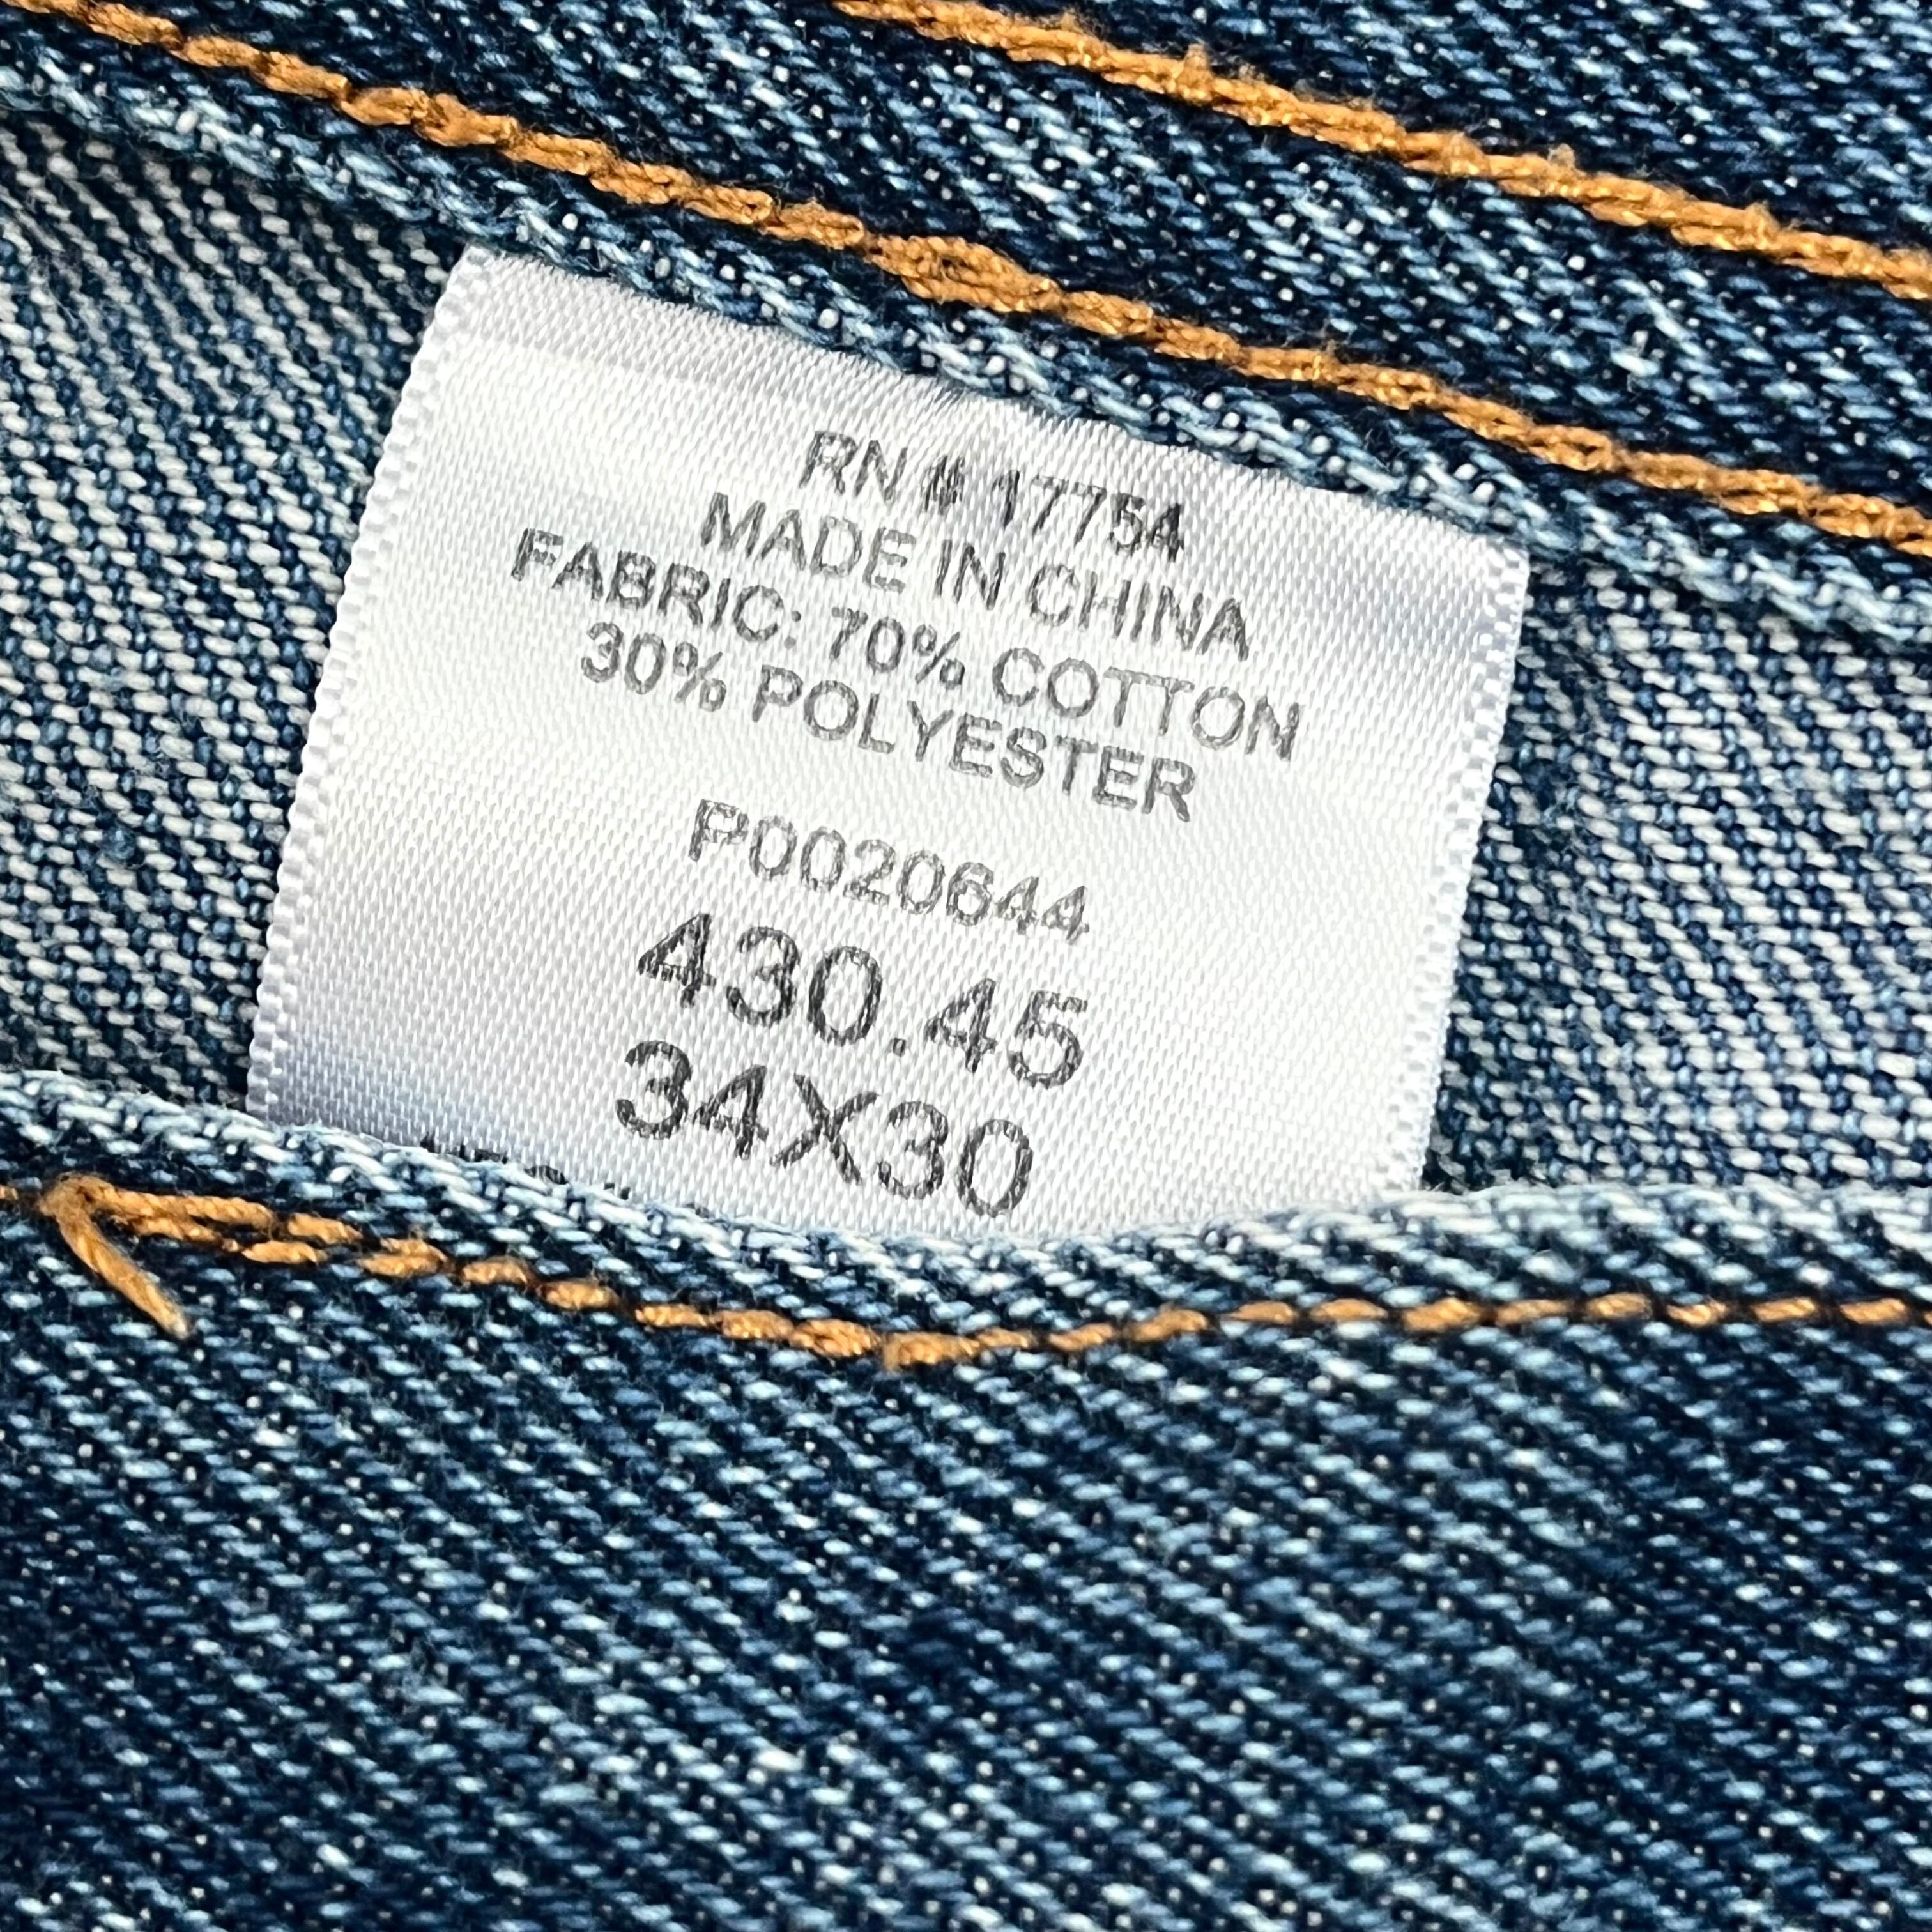 RN # 17754
MADE IN CHINA
FABRIC: 70% COTTON
30% POLYESTER
P0020644
430.45
34X30